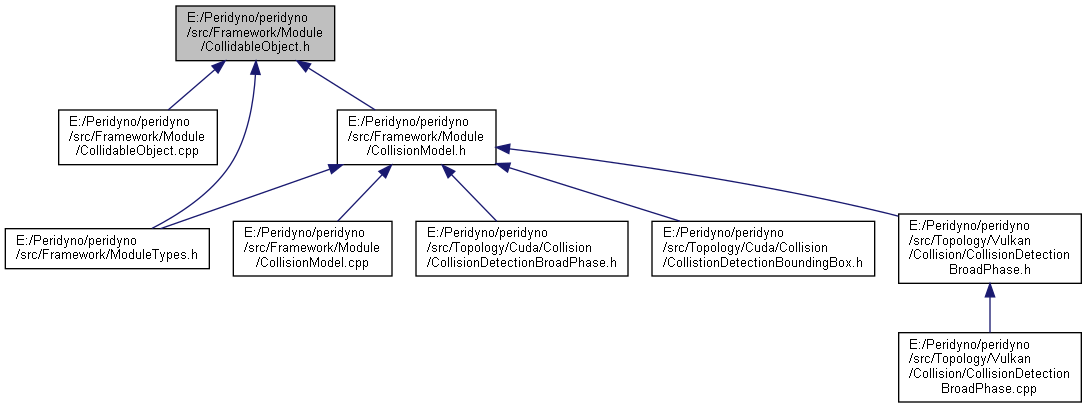 E:/Peridyno/peridyno
/src/Framework/Module
/CollidableObject.h
E:/Peridyno/peridyno
/src/Framework/Module
/CollidableObject.cpp
E:/Peridyno/peridyno
/src/Framework/Module
/CollisionModel.h
E:/Peridyno/peridyno
/src/Framework/ModuleTypes.h
E:/Peridyno/peridyno
/src/Framework/Module
/CollisionModel.cpp
E:/Peridyno/peridyno
/src/Topology/Cuda/Collision
/CollisionDetectionBroadPhase.h
E:/Peridyno/peridyno
/src/Topology/Cuda/Collision
/CollistionDetectionBoundingBox.h
E:/Peridyno/peridyno
/src/Topology/Vulkan
/Collision/CollisionDetection
BroadPhase.h
E:/Peridyno/peridyno
/src/Topology/Vulkan
/Collision/CollisionDetection
BroadPhase.cpp